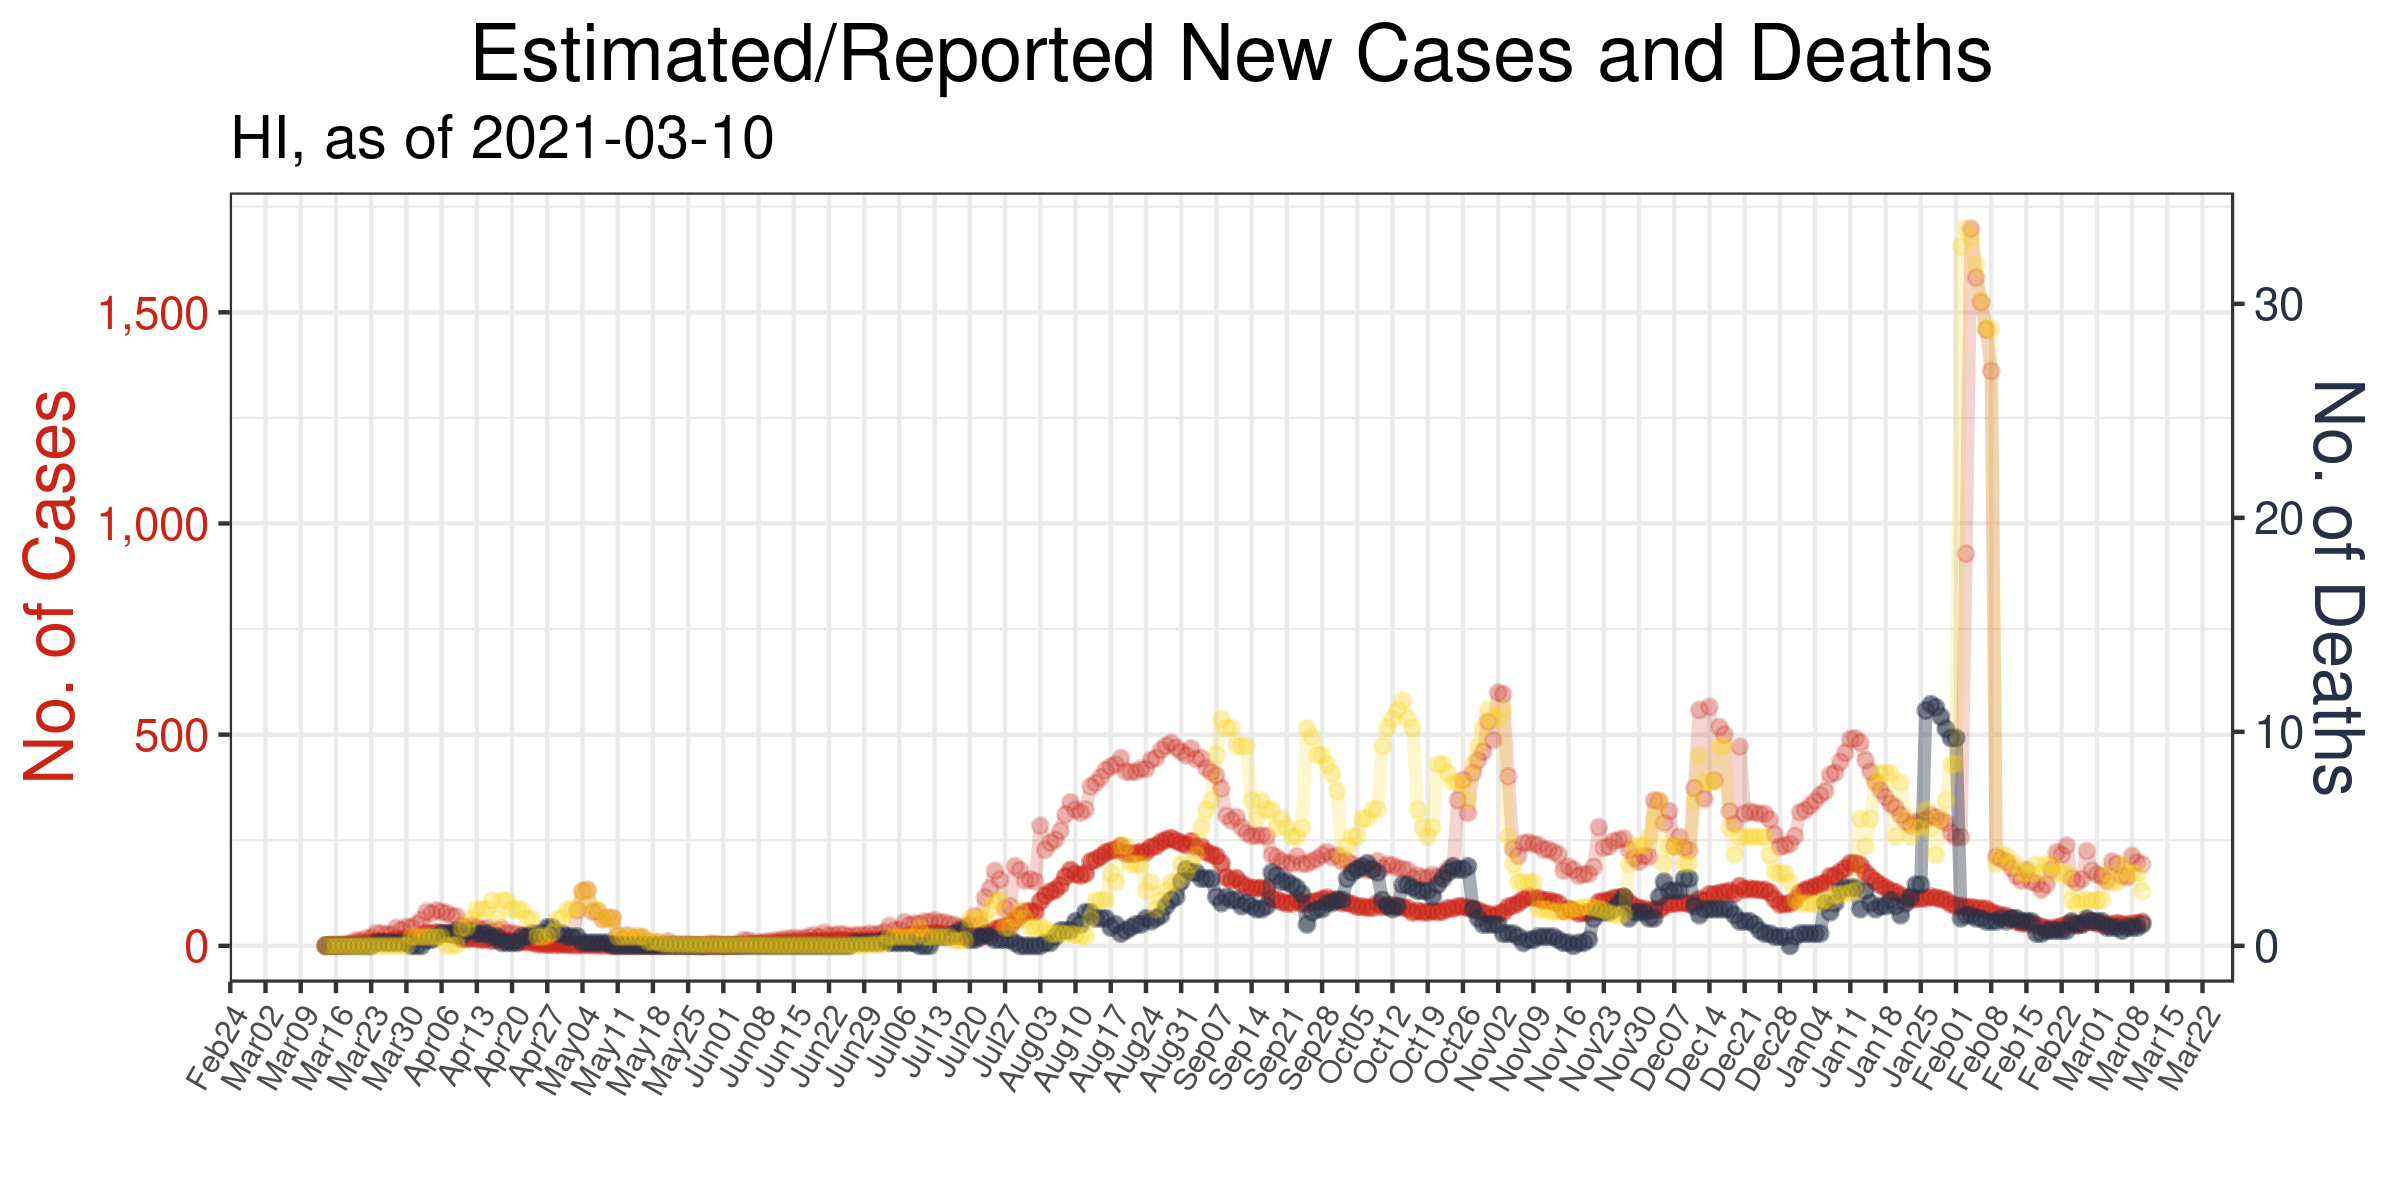 Estimated/Reported New Cases and Deaths
HI, as of 2021-03-10
No. of Cases
1,500
1,000
500
0
30
20
10
0
No. of Deaths
Feb24
Mar02
Mar09
Mar16
Mar23
Mar30
Apr06
Apr13
Apr20
Apr27
May04
May11
May18
May25
Jun01
Jun08
Jun15
Jun22
Jun29
Jul06
Jul13
Jul20
Jul27
Aug03
Aug10
Aug17
Aug24
Aug31
Sep07
Sep14
Sep21
Sep28
Oct05
Oct12
Oct19
Oct26
Nov02
Nov09
Nov16
Nov23
Nov30
Dec07
Dec14
Dec21
Dec28
Jan04
Jan11
Jan18
Jan25
Feb01
Feb08
Feb15
Feb22
Mar01
Mar08
Mar15
Mar22